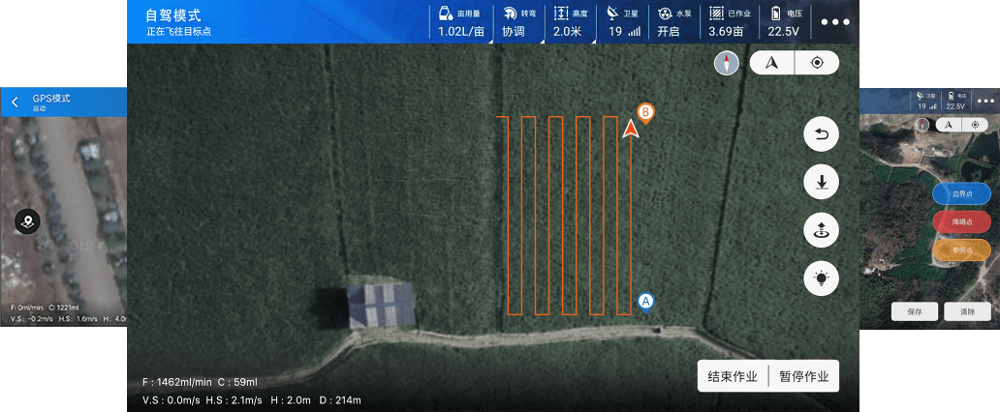 GPS模式
运动
F: 0ml/min C: 1221ml
V.S: -0.2m/s H.S: 1.6m/s H: 4.0
自驾模式
正在飞往目标点
亩用量
1.02L/亩
转弯
协调
高度
2.0米
卫星
19
水泵
开启
已作业
3.69亩
电压
22.5V
B
A
F : 1462ml/min C : 59ml
V.S : 0.0m/s H.S : 2.1m/s H : 2.0m D : 214m
结束作业 暂停作业
卫星
19
电压
22.5V
边界点
障碍点
参照点
保存 清除